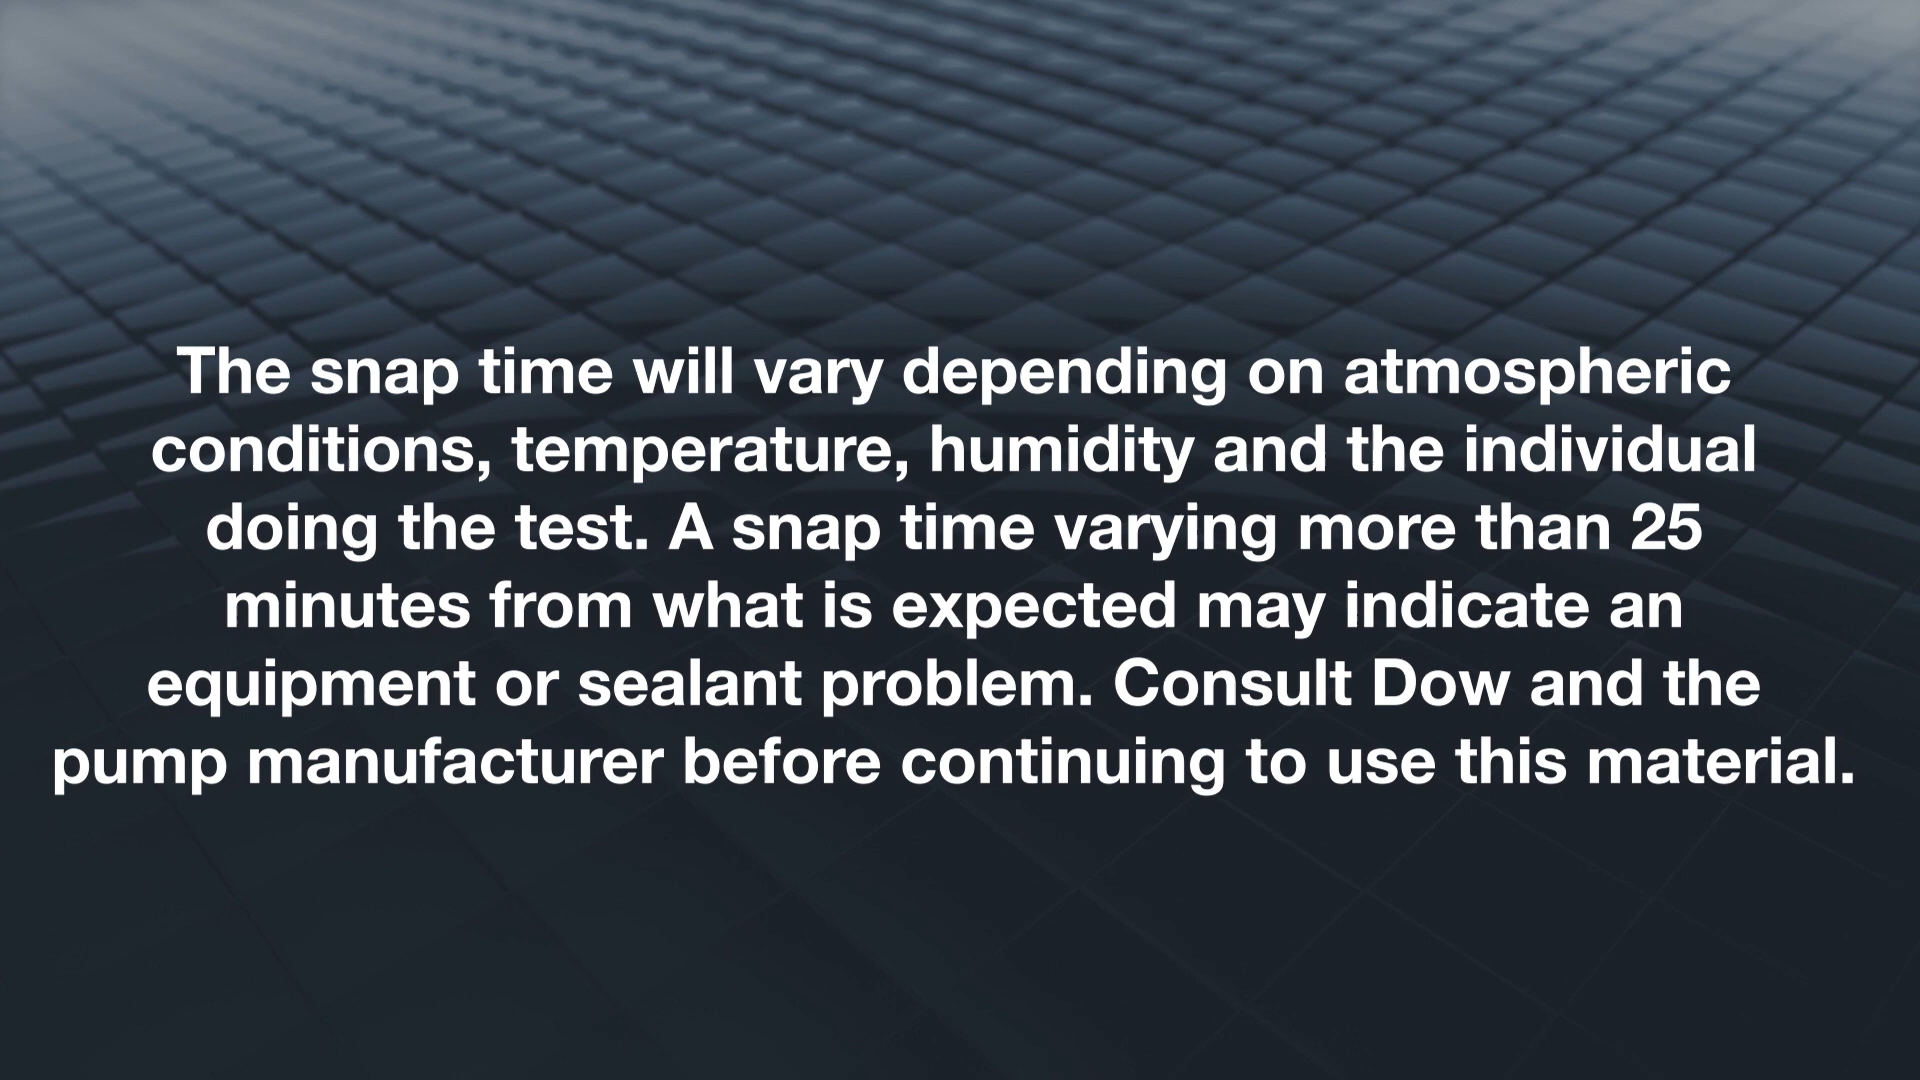 The snap time will vary depending on atmospheric
conditions, temperature, humidity and the individual
doing the test. A snap time varying more than 25
minutes from what is expected may indicate an
equipment or sealant problem. Consult Dow and the
pump manufacturer before continuing to use this material.